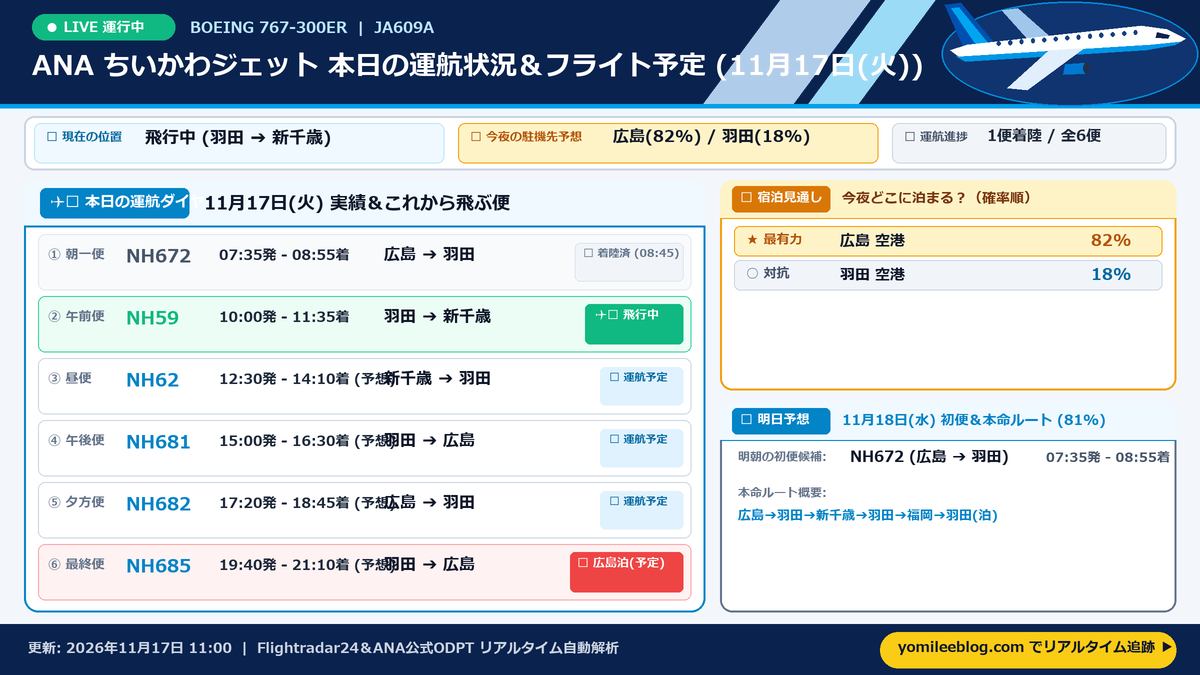 ● LIVE 運行中 BOEING 767-300ER | JA609A
ANA ちいかわジェット 本日の運航状況＆フライト予定 (11月17日(火))
□ 現在の位置 飛行中 (羽田 → 新千歳)
□ 今夜の駐機先予想 広島(82%) / 羽田(18%)
□ 運航進捗 1便着陸 / 全6便
✈□ 本日の運航ダイ 11月17日(火) 実績＆これから飛ぶ便
① 朝一便 NH672 07:35発 - 08:55着 広島 → 羽田 □ 着陸済 (08:45)
② 午前便 NH59 10:00発 - 11:35着 羽田 → 新千歳 ✈□ 飛行中
③ 昼便 NH62 12:30発 - 14:10着 (予想) 新千歳 → 羽田 □ 運航予定
④ 午後便 NH681 15:00発 - 16:30着 (予想) 羽田 → 広島 □ 運航予定
⑤ 夕方便 NH682 17:20発 - 18:45着 (予想) 広島 → 羽田 □ 運航予定
⑥ 最終便 NH685 19:40発 - 21:10着 (予想) 羽田 → 広島 □ 広島泊(予定)
□ 宿泊見通し 今夜どこに泊まる？ (確率順)
★ 最有力 広島 空港 82%
○ 対抗 羽田 空港 18%
□ 明日予想 11月18日(水) 初便＆本命ルート (81%)
明朝の初便候補: NH672 (広島 → 羽田) 07:35発 - 08:55着
本命ルート概要:
広島→羽田→新千歳→羽田→福岡→羽田(泊)
更新: 2026年11月17日 11:00 | Flightradar24＆ANA公式ODPT リアルタイム自動解析
yomileeblog.com でリアルタイム追跡 ▶